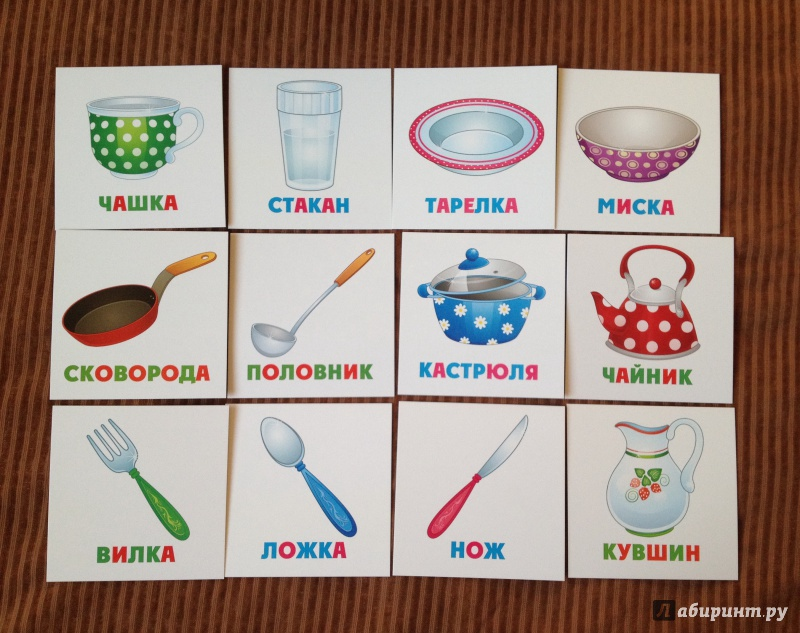 ЧАШКА
СТАКАН
ТАРЕЛКА
МИСКА
СКОВОРОДА
ПОЛОВНИК
КАСТРЮЛЯ
ЧАЙНИК
ВИЛКА
ЛОЖКА
НОЖ
КУВШИН
Лабиринт.ру